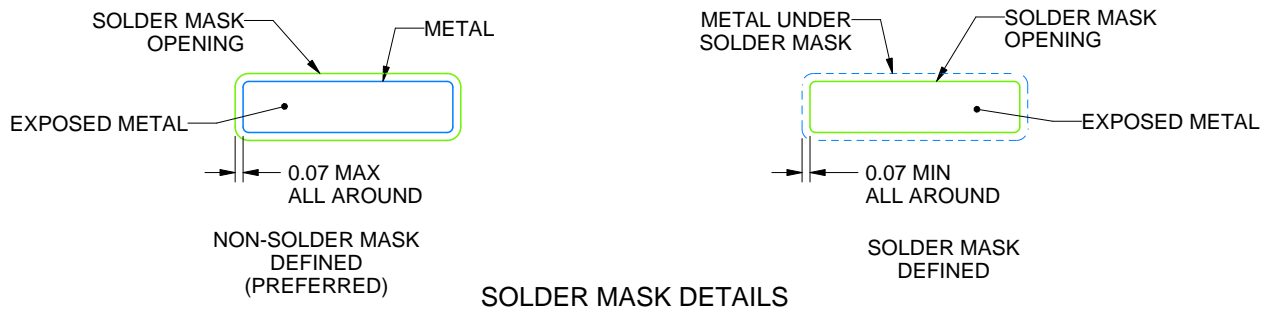 SOLDER MASK
OPENING
METAL
EXPOSED METAL
0.07 MAX
ALL AROUND
NON-SOLDER MASK
DEFINED
(PREFERRED)
METAL UNDER
SOLDER MASK
SOLDER MASK
OPENING
EXPOSED METAL
0.07 MIN
ALL AROUND
SOLDER MASK
DEFINED
SOLDER MASK DETAILS